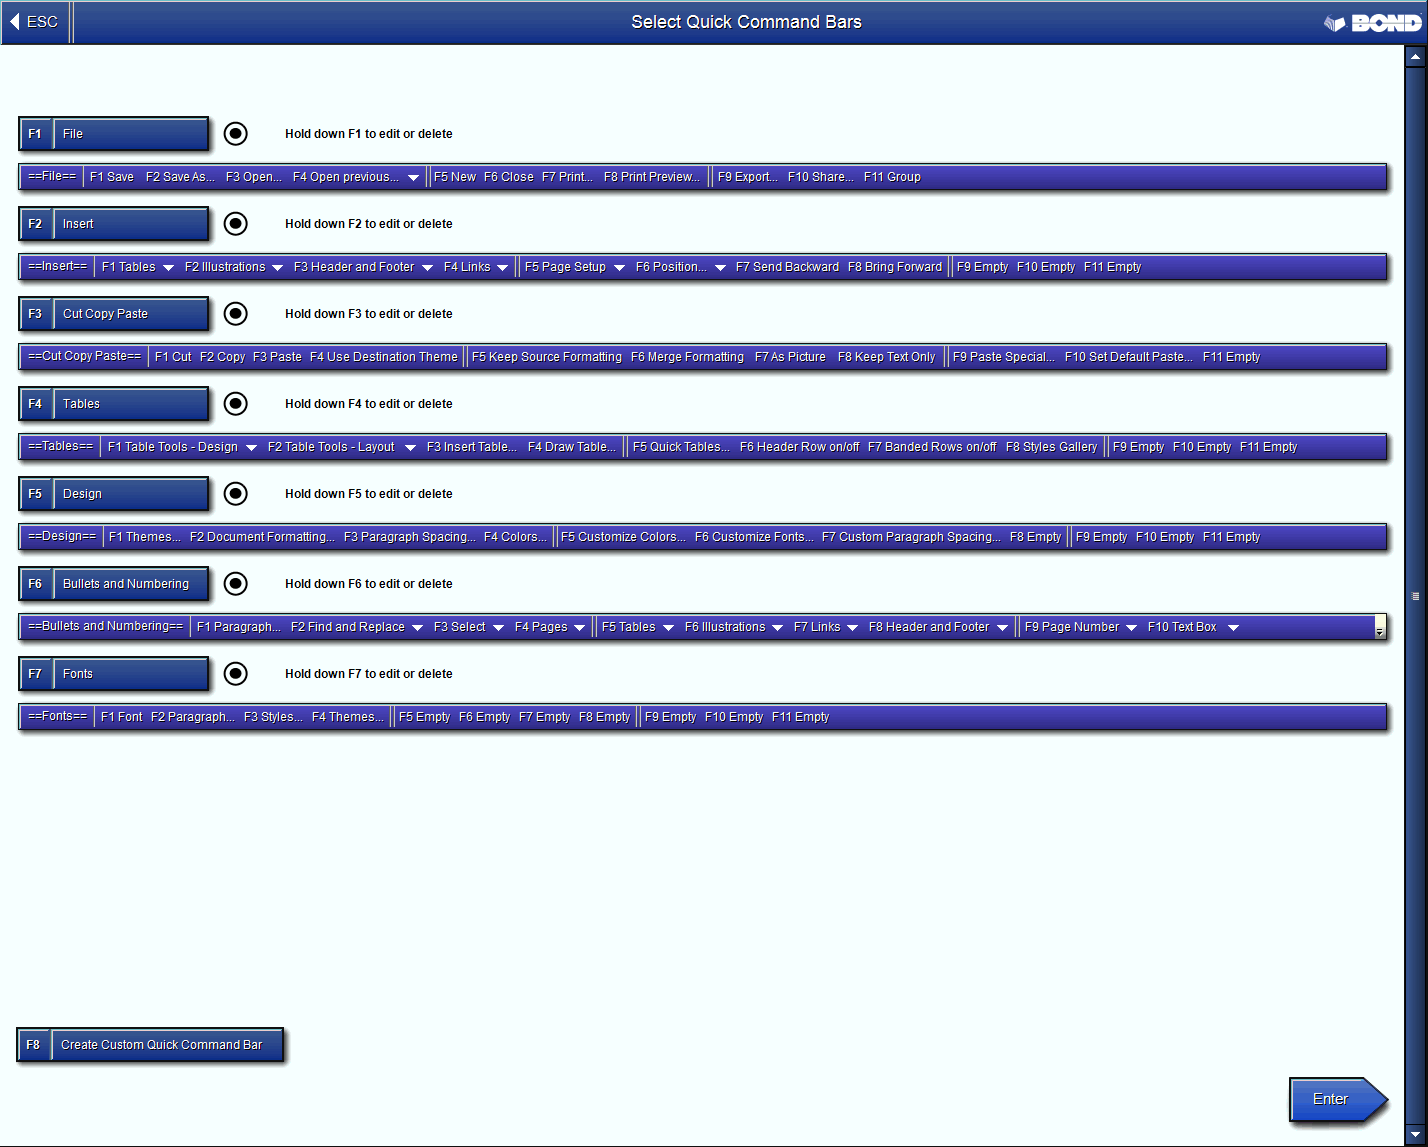 ESC Select Quick Command Bars BOND
F1 File Hold down F1 to edit or delete
==File== F1 Save F2 Save As... F3 Open... F4 Open previous... F5 New F6 Close F7 Print... F8 Print Preview... F9 Export... F10 Share... F11 Group
F2 Insert Hold down F2 to edit or delete
==Insert== F1 Tables F2 Illustrations F3 Header and Footer F4 Links F5 Page Setup F6 Position... F7 Send Backward F8 Bring Forward F9 Empty F10 Empty F11 Empty
F3 Cut Copy Paste Hold down F3 to edit or delete
==Cut Copy Paste== F1 Cut F2 Copy F3 Paste F4 Use Destination Theme F5 Keep Source Formatting F6 Merge Formatting F7 As Picture F8 Keep Text Only F9 Paste Special... F10 Set Default Paste... F11 Empty
F4 Tables Hold down F4 to edit or delete
==Tables== F1 Table Tools - Design F2 Table Tools - Layout F3 Insert Table... F4 Draw Table... F5 Quick Tables... F6 Header Row on/off F7 Banded Rows on/off F8 Styles Gallery F9 Empty F10 Empty F11 Empty
F5 Design Hold down F5 to edit or delete
==Design== F1 Themes... F2 Document Formatting... F3 Paragraph Spacing... F4 Colors... F5 Customize Colors... F6 Customize Fonts... F7 Custom Paragraph Spacing... F8 Empty F9 Empty F10 Empty F11 Empty
F6 Bullets and Numbering Hold down F6 to edit or delete
==Bullets and Numbering== F1 Paragraph... F2 Find and Replace F3 Select F4 Pages F5 Tables F6 Illustrations F7 Links F8 Header and Footer F9 Page Number F10 Text Box
F7 Fonts Hold down F7 to edit or delete
==Fonts== F1 Font F2 Paragraph... F3 Styles... F4 Themes... F5 Empty F6 Empty F7 Empty F8 Empty F9 Empty F10 Empty F11 Empty
F8 Create Custom Quick Command Bar
Enter